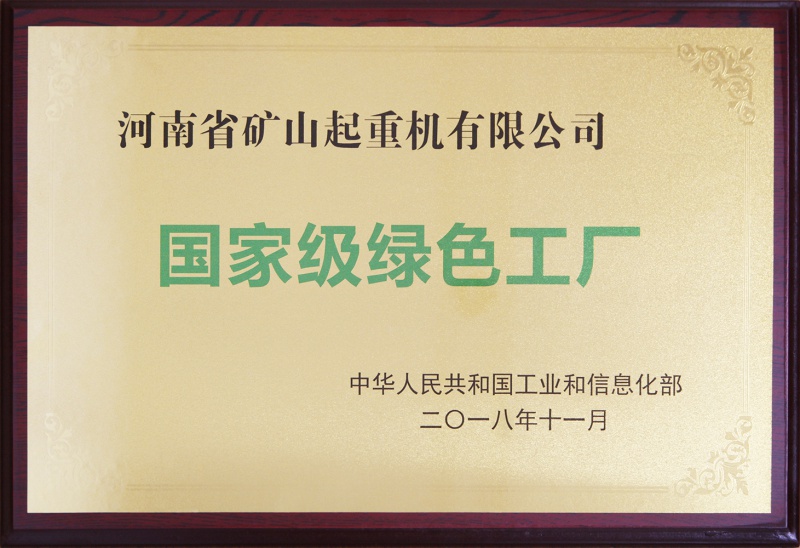 河南省矿山起重机有限公司
国家级绿色工厂
中华人民共和国工业和信息化部
二〇一八年十一月